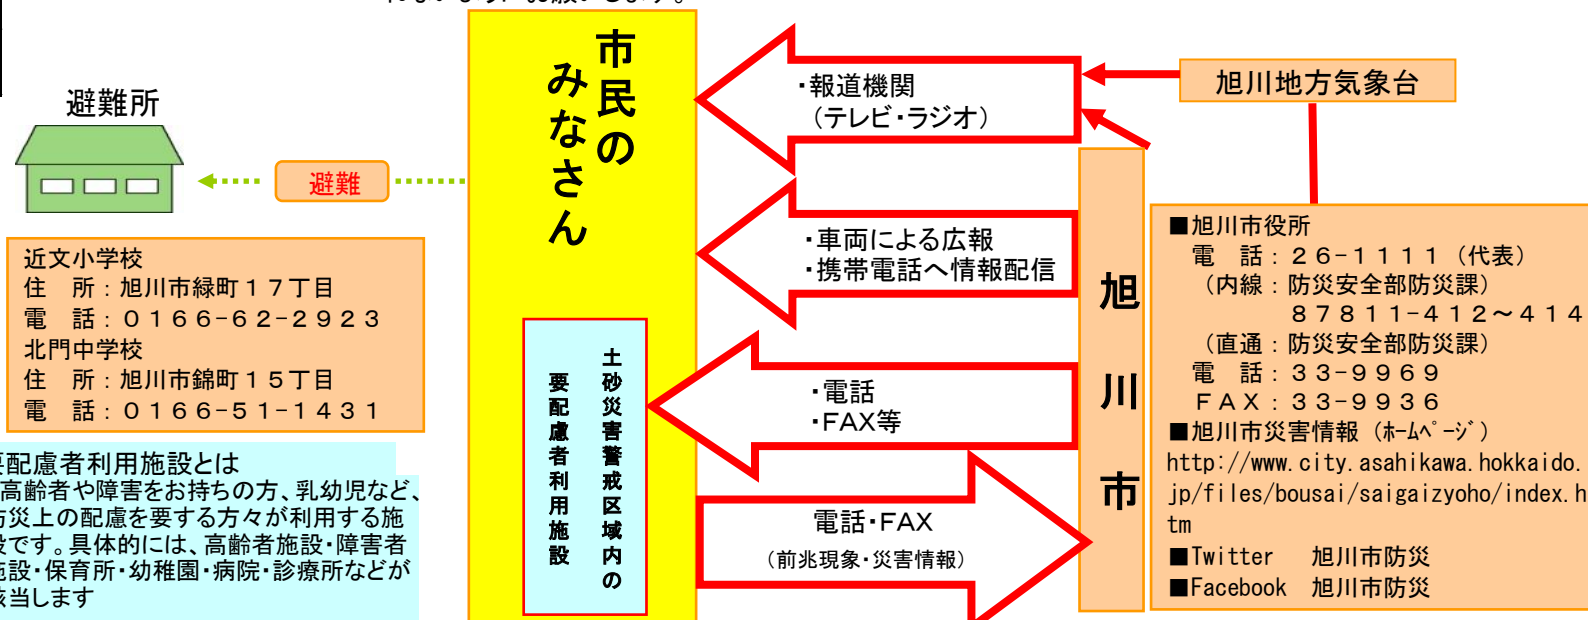 れないようにお願いします。
避難所
避難
近文小学校
住　所：旭川市緑町１７丁目
電　話：０１６６-６２-２９２３
北門中学校
住　所：旭川市錦町１５丁目
電　話：０１６６-５１-１４３１
要配慮者利用施設とは
高齢者や障害をお持ちの方、乳幼児など、
防災上の配慮を要する方々が利用する施
設です。具体的には、高齢者施設・障害者
施設・保育所・幼稚園・病院・診療所などが
該当します
市民の
みなさん
土砂災害警戒区域内の
要配慮者利用施設
・報道機関
（テレビ・ラジオ）
・車両による広報
・携帯電話へ情報配信
・電話
・FAX等
電話・FAX
（前兆現象・災害情報）
旭川市
旭川地方気象台
■旭川市役所
電　話：２６-１１１１（代表）
（内線：防災安全部防災課）
８７８１１-４１２～４１４
（直通：防災安全部防災課）
電　話：３３-９９６９
ＦＡＸ：３３-９９３６
■旭川市災害情報（ﾎｰﾑﾍﾟｰｼﾞ）
http://www.city.asahikawa.hokkaido.
jp/files/bousai/saigaizyoho/index.h
tm
■Twitter　旭川市防災
■Facebook　旭川市防災